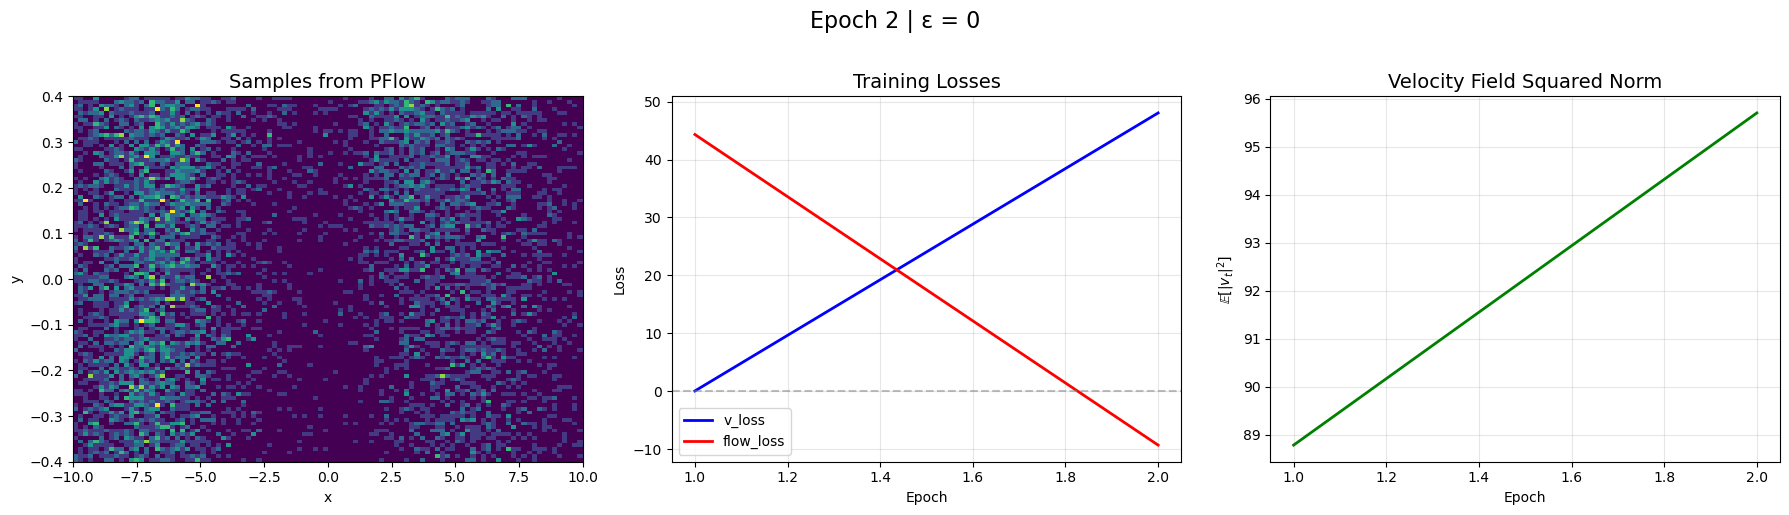 Epoch 2 | ε = 0
Samples from PFlow
0.4
0.3
0.2
0.1
0.0
−0.1
−0.2
−0.3
−0.4
y
−10.0 −7.5 −5.0 −2.5 0.0 2.5 5.0 7.5 10.0
x
Training Losses
50
40
30
20
10
0
−10
Loss
v_loss
flow_loss
1.0 1.2 1.4 1.6 1.8 2.0
Epoch
Velocity Field Squared Norm
96
95
94
93
92
91
90
89
𝔼[|v_t|²]
1.0 1.2 1.4 1.6 1.8 2.0
Epoch